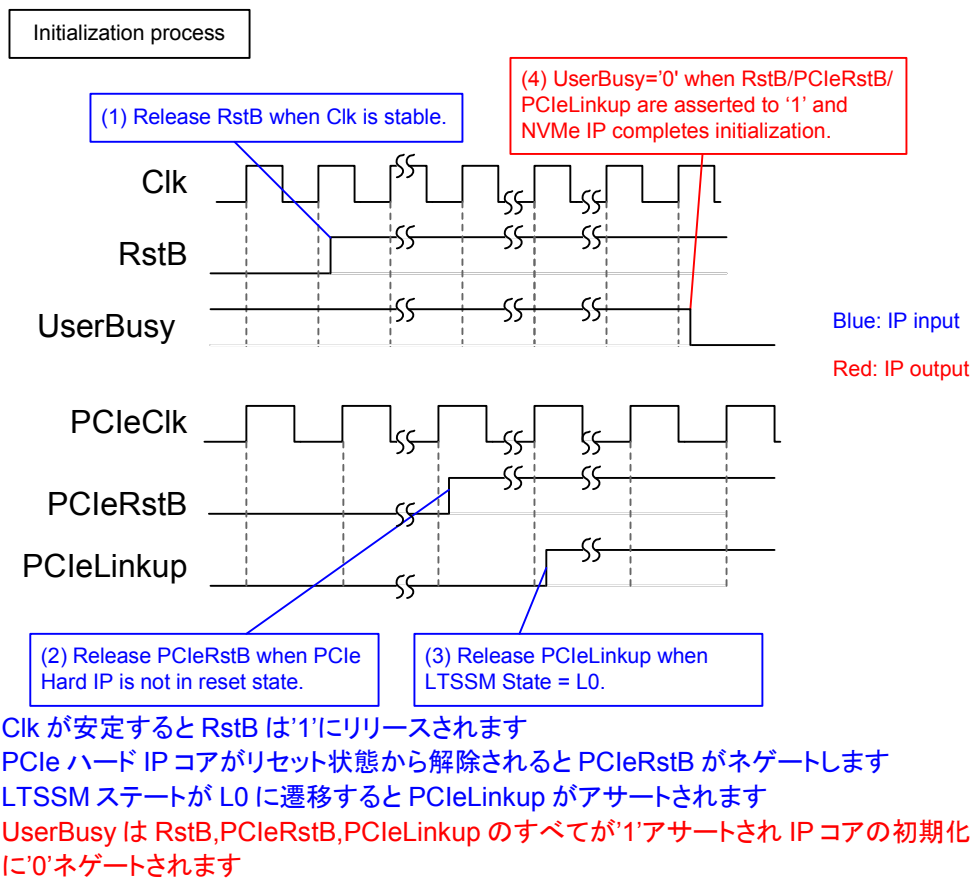 Initialization process
(1) Release RstB when Clk is stable.
(4) UserBusy='0' when RstB/PCIeRstB/
PCIeLinkup are asserted to ‘1’ and
NVMe IP completes initialization.
Clk
RstB
UserBusy
Blue: IP input
Red: IP output
PCIeClk
PCIeRstB
PCIeLinkup
(2) Release PCIeRstB when PCIe
Hard IP is not in reset state.
(3) Release PCIeLinkup when
LTSSM State = L0.
Clk が安定すると RstB は’1’にリリースされます
PCIe ハード IP コアがリセット状態から解除されると PCIeRstB がネゲートします
LTSSM ステートが L0 に遷移すると PCIeLinkup がアサートされます
UserBusy は RstB,PCIeRstB,PCIeLinkup のすべてが’1’アサートされ IP コアの初期化
に’0’ネゲートされます